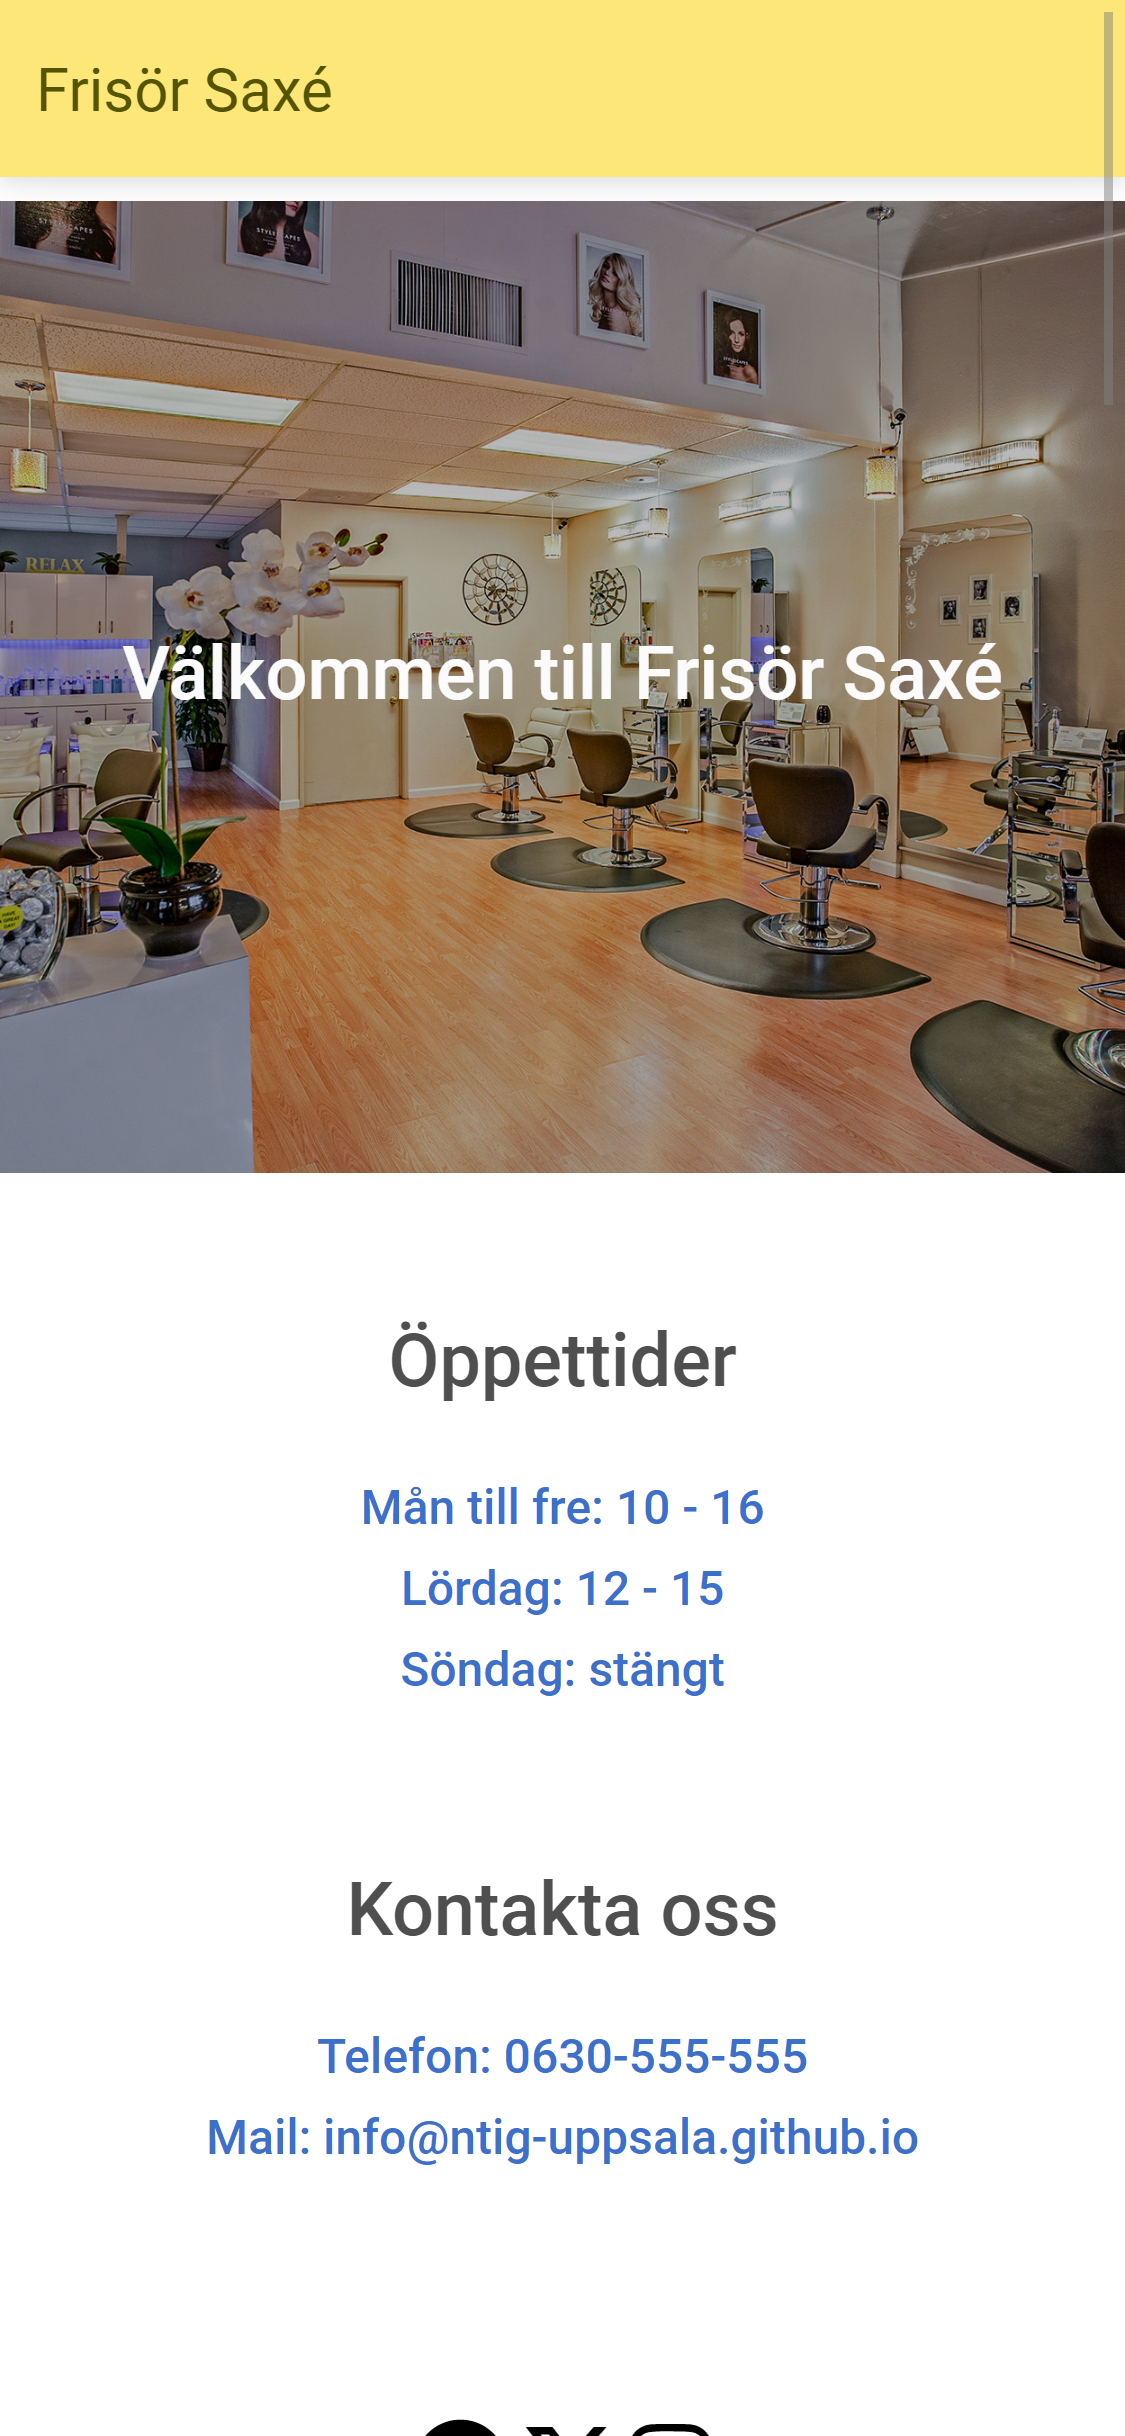 Frisör Saxé
RELAX
Välkommen till Frisör Saxé
Öppettider
Mån till fre: 10 - 16
Lördag: 12 - 15
Söndag: stängt
Kontakta oss
Telefon: 0630-555-555
Mail: info@ntig-uppsala.github.io